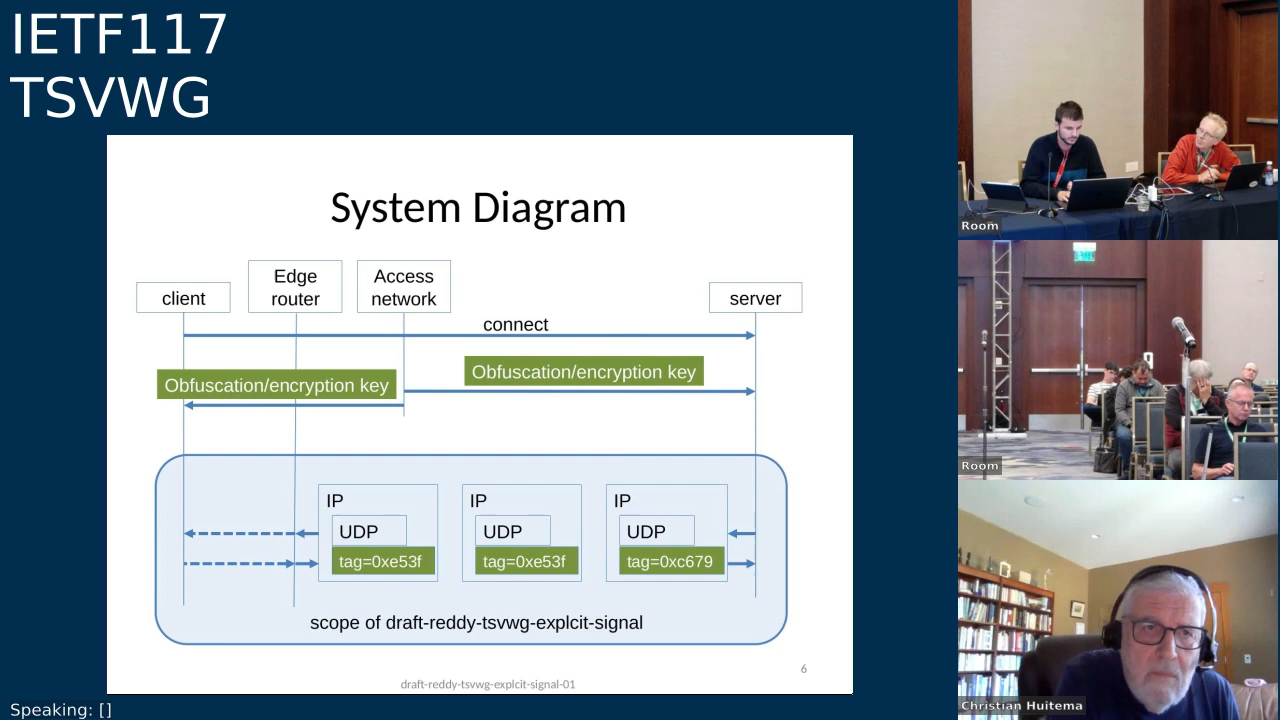 IETF117
TSVWG
System Diagram
client
Edge
router
Access
network
server
connect
Obfuscation/encryption key
Obfuscation/encryption key
IP
IP
IP
UDP
UDP
UDP
tag=0xe53f
tag=0xe53f
tag=0xc679
scope of draft-reddy-tsvwg-explcit-signal
6
draft-reddy-tsvwg-explcit-signal-01
Speaking: []
Room
Room
Christian Huitema